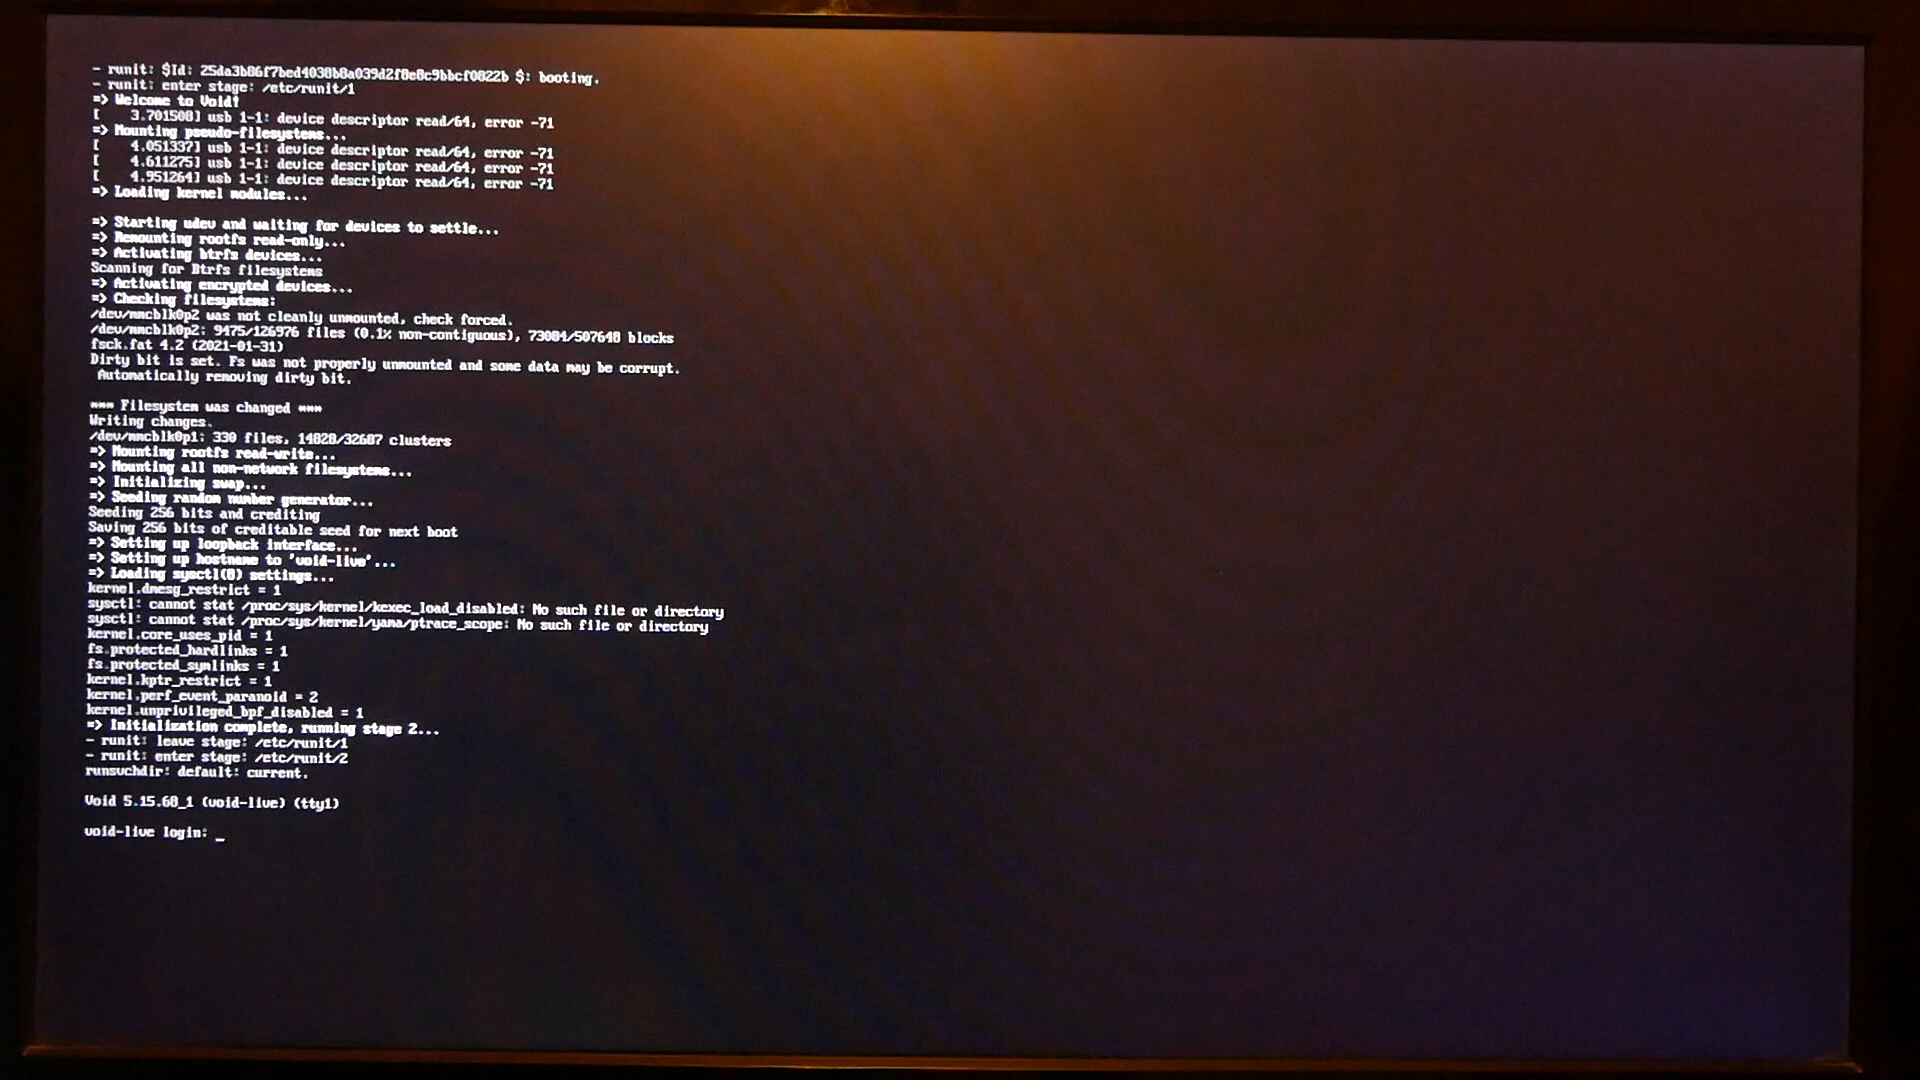 - runit: $Id: 25da3b86f7bed4038b8a039d2f8e8c9bbcf0822b $: booting.
- runit: enter stage: /etc/runit/1
=> Welcome to Void!
[    3.701508] usb 1-1: device descriptor read/64, error -71
=> Mounting pseudo-filesystems...
[    4.051337] usb 1-1: device descriptor read/64, error -71
[    4.611275] usb 1-1: device descriptor read/64, error -71
[    4.951264] usb 1-1: device descriptor read/64, error -71
=> Loading kernel modules...
=> Starting udev and waiting for devices to settle...
=> Remounting rootfs read-only...
=> Activating btrfs devices...
Scanning for Btrfs filesystems
=> Activating encrypted devices...
=> Checking filesystems:
/dev/mmcblk0p2 was not cleanly unmounted, check forced.
/dev/mmcblk0p2: 9475/126976 files (0.1% non-contiguous), 73084/507648 blocks
fsck.fat 4.2 (2021-01-31)
Dirty bit is set. Fs was not properly unmounted and some data may be corrupt.
 Automatically removing dirty bit.
*** Filesystem was changed ***
Writing changes.
/dev/mmcblk0p1: 330 files, 14828/32687 clusters
=> Mounting rootfs read-write...
=> Mounting all non-network filesystems...
=> Initializing swap...
=> Seeding random number generator...
Seeding 256 bits and crediting
Saving 256 bits of creditable seed for next boot
=> Setting up loopback interface...
=> Setting up hostname to 'void-live'...
=> Loading sysctl(8) settings...
kernel.dmesg_restrict = 1
sysctl: cannot stat /proc/sys/kernel/kexec_load_disabled: No such file or directory
sysctl: cannot stat /proc/sys/kernel/yama/ptrace_scope: No such file or directory
kernel.core_uses_pid = 1
fs.protected_hardlinks = 1
fs.protected_symlinks = 1
kernel.kptr_restrict = 1
kernel.perf_event_paranoid = 2
kernel.unprivileged_bpf_disabled = 1
=> Initialization complete, running stage 2...
- runit: leave stage: /etc/runit/1
- runit: enter stage: /etc/runit/2
runsvchdir: default: current.
Void 5.15.68_1 (void-live) (tty1)
void-live login: _